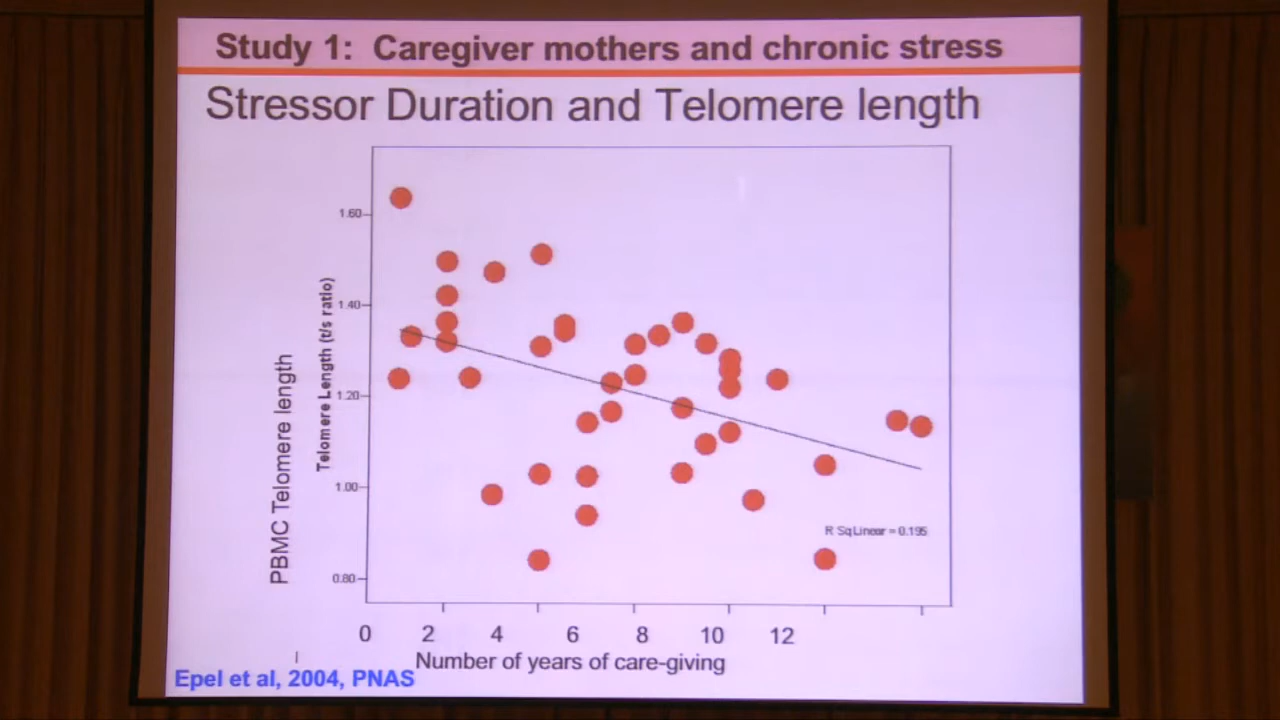 Study 1: Caregiver mothers and chronic stress
Stressor Duration and Telomere length
PBMC Telomere length
Telomere Length (t/s ratio)
1.60
1.40
1.20
1.00
0.80
R Sq Linear = 0.195
0 2 4 6 8 10 12
Number of years of care-giving
Epel et al, 2004, PNAS